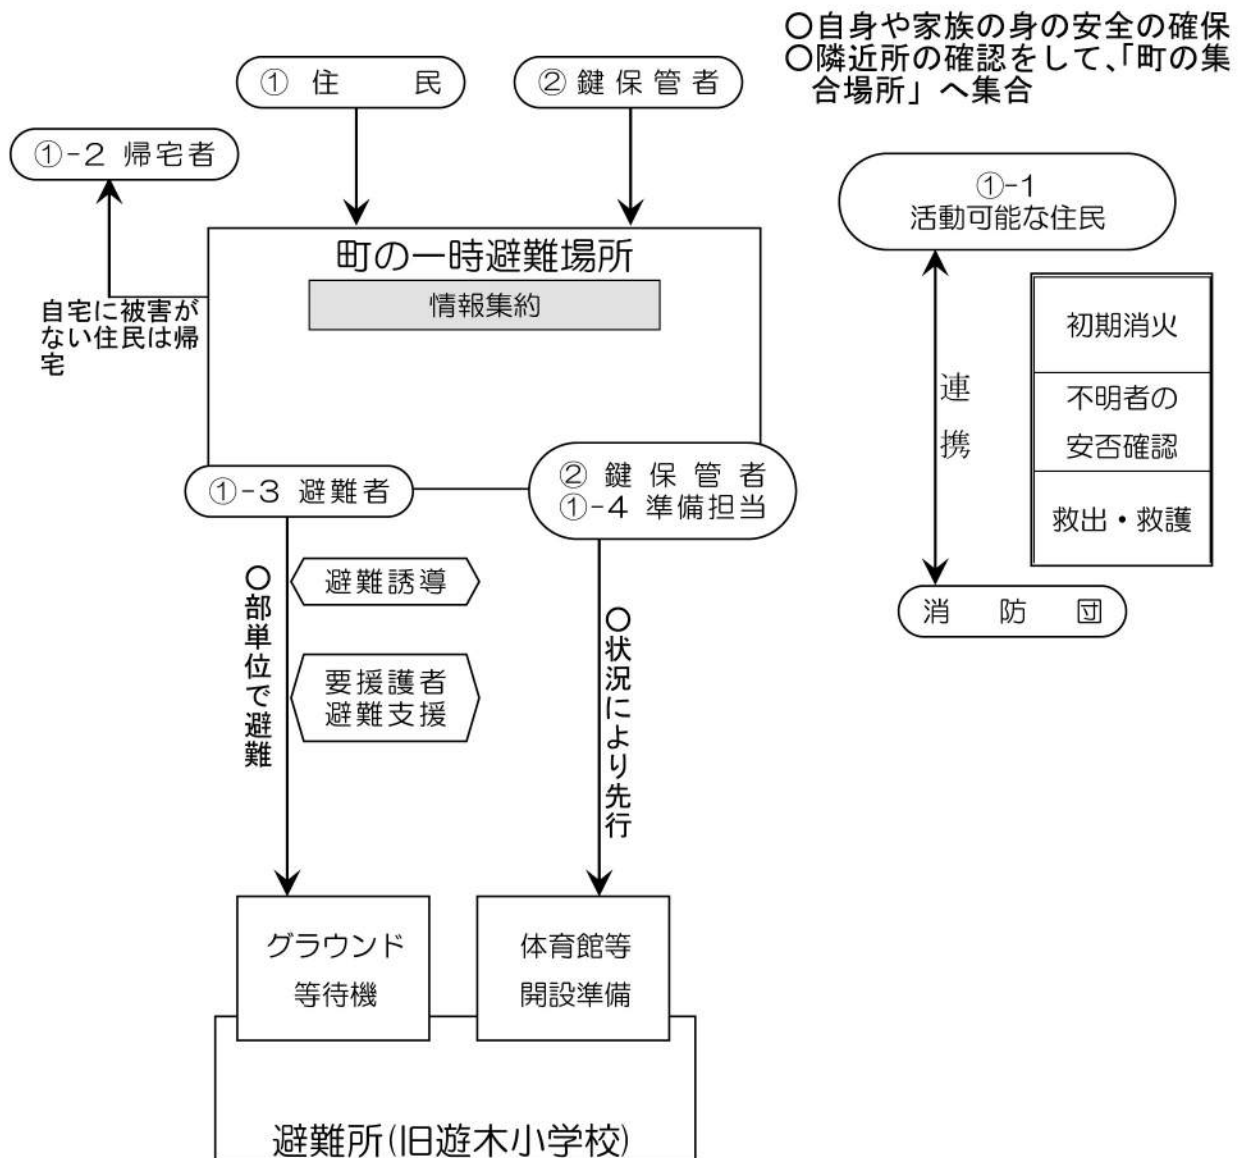 〇自身や家族の身の安全の確保
〇隣近所の確認をして、「町の集
合場所」へ集合
① 住 民
② 鍵保管者
①-2 帰宅者
①-1
活動可能な住民
町の一時避難場所
情報集約
自宅に被害が
ない住民は帰
宅
初期消火
不明者の
安否確認
救出・救護
連携
①-3 避難者
② 鍵保管者
①-4 準備担当
消防団
避難誘導
要援護者
避難支援
〇部単位で避難
〇状況により先行
グラウンド
等待機
体育館等
開設準備
避難所(旧遊木小学校)